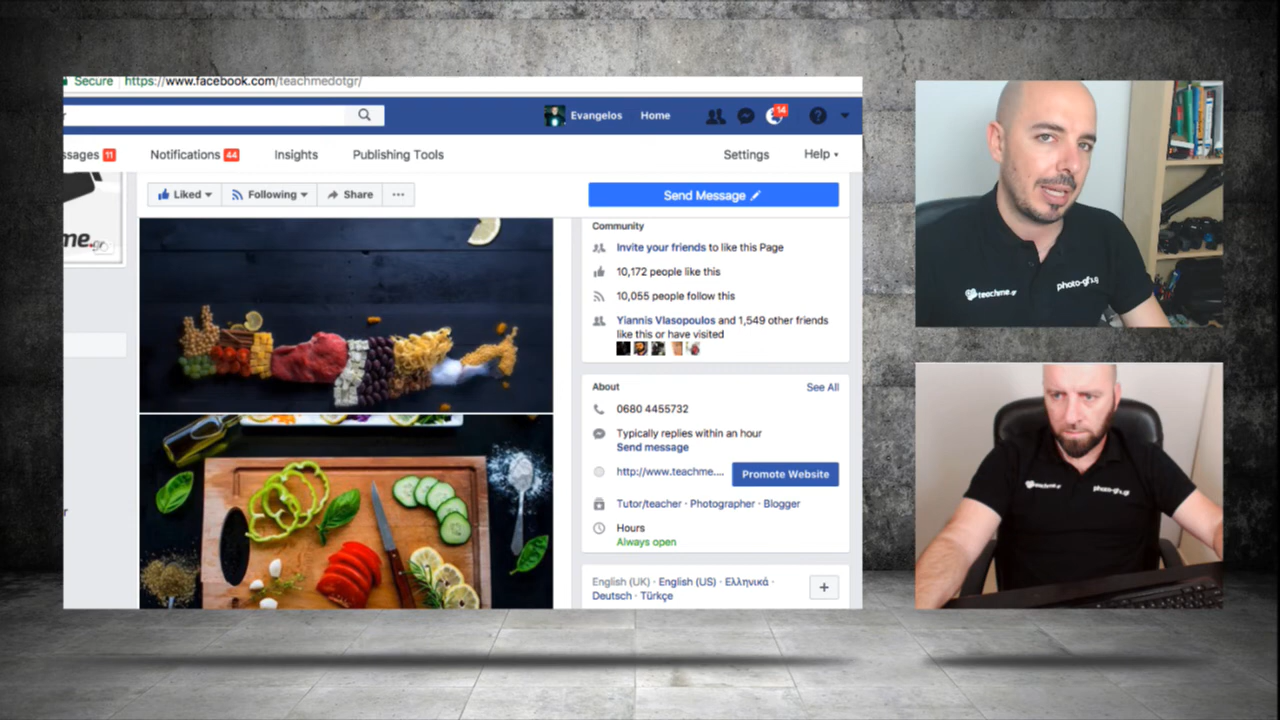 Secure https://www.facebook.com/teachmedotgr/
Evangelos Home 14
11
Notifications 44 Insights Publishing Tools Settings Help
Liked Following Share ... Send Message
me.gr
Community
Invite your friends to like this Page
10,172 people like this
10,055 people follow this
Yiannis Vlasopoulos and 1,549 other friends
like this or have visited
About See All
0680 4455732
Typically replies within an hour
Send message
http://www.teachme.... Promote Website
Tutor/teacher · Photographer · Blogger
Hours
Always open
English (UK) · English (US) · Ελληνικά ·
Deutsch · Türkçe
+
teachme.gr photo-gr1.gr
teachme.gr